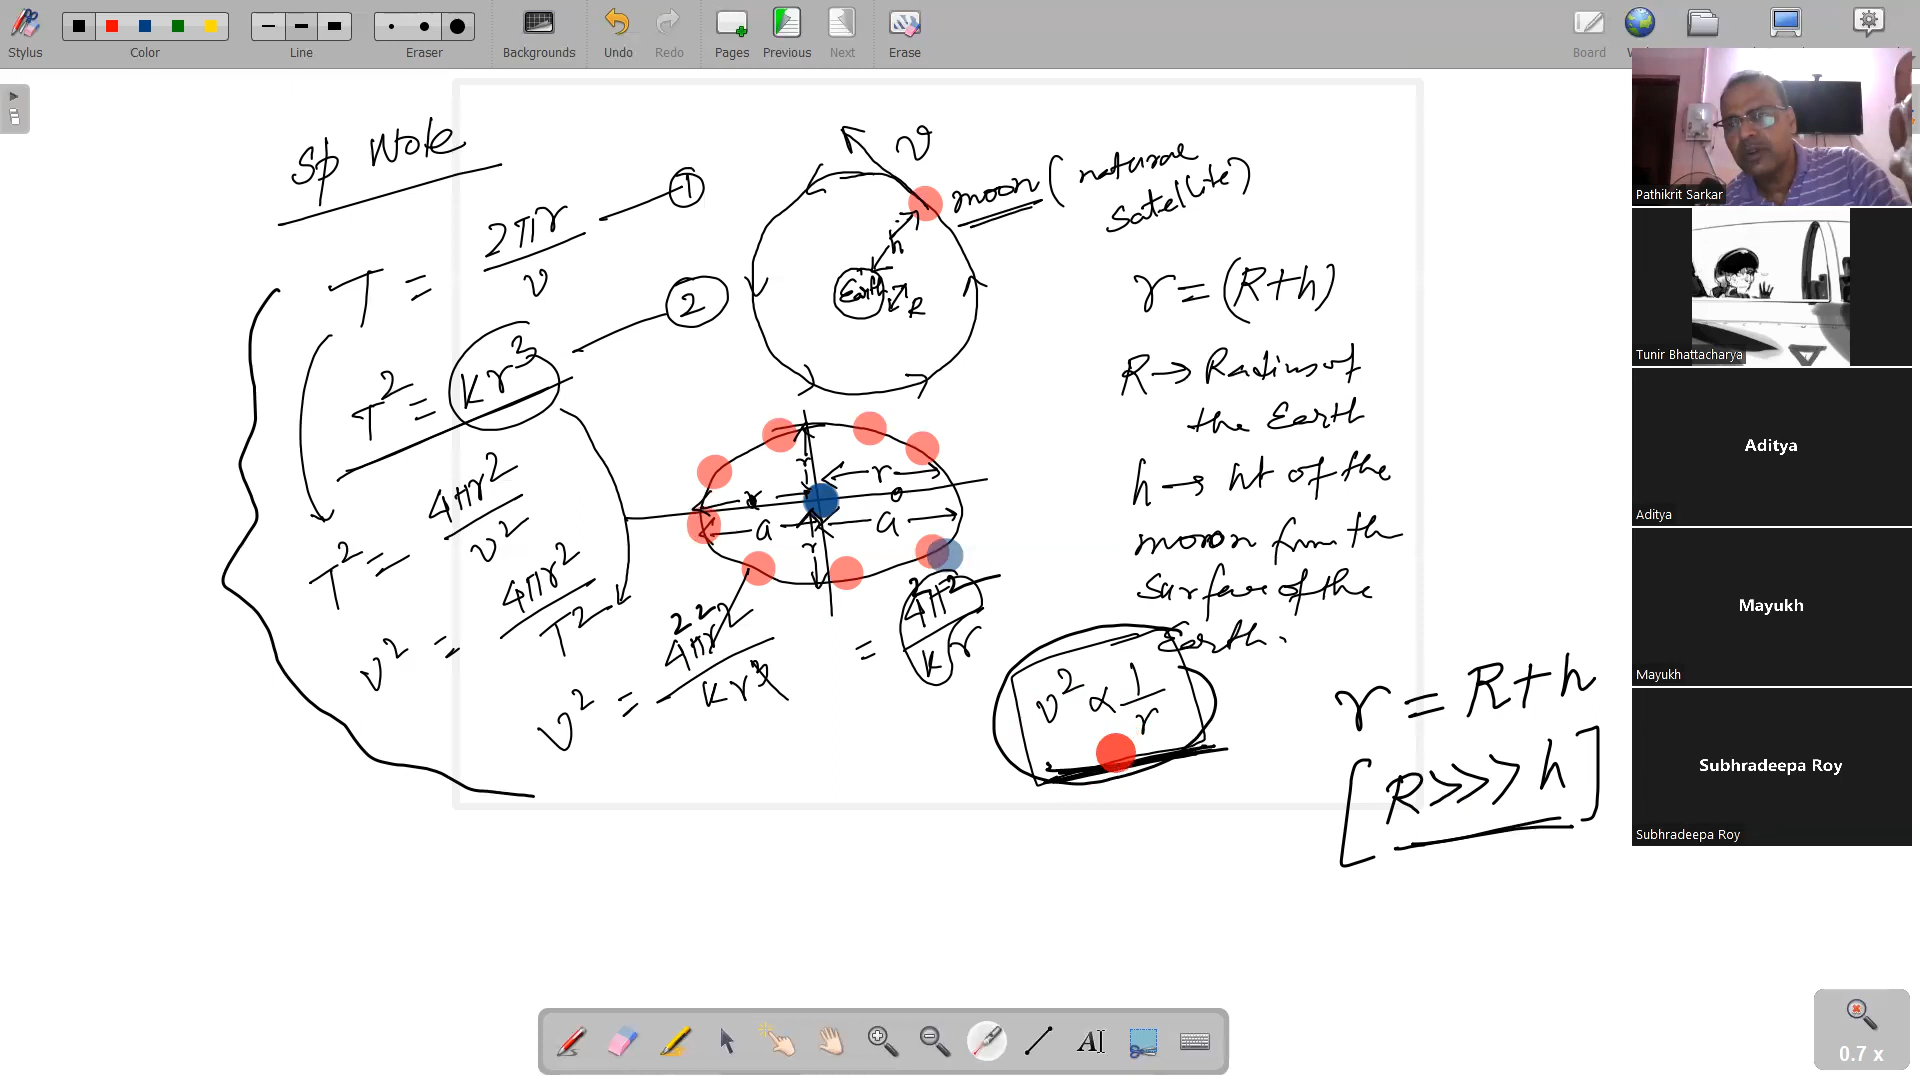 Stylus
Color
Line
Eraser
Backgrounds
Undo
Redo
Pages
Previous
Next
Erase
Board
Sp Note
T = 2πr/v — 1
T² = kr³ — 2
T² = 4πr²/v²
v² = 4πr²/T²
v² = 4π²r²/kr³ = 4π²/kr
v² ∝ 1/r
v
moon (natural
satellite)
h
Earth
R
r
r
r
a
a
r = (R+h)
R → Radius of
the Earth
h → ht of the
moon from the
surface of the
Earth.
r = R+h
[R >>> h]
Pathikrit Sarkar
Tunir Bhattacharya
Aditya
Aditya
Mayukh
Mayukh
Subhradeepa Roy
Subhradeepa Roy
AI
0.7 x